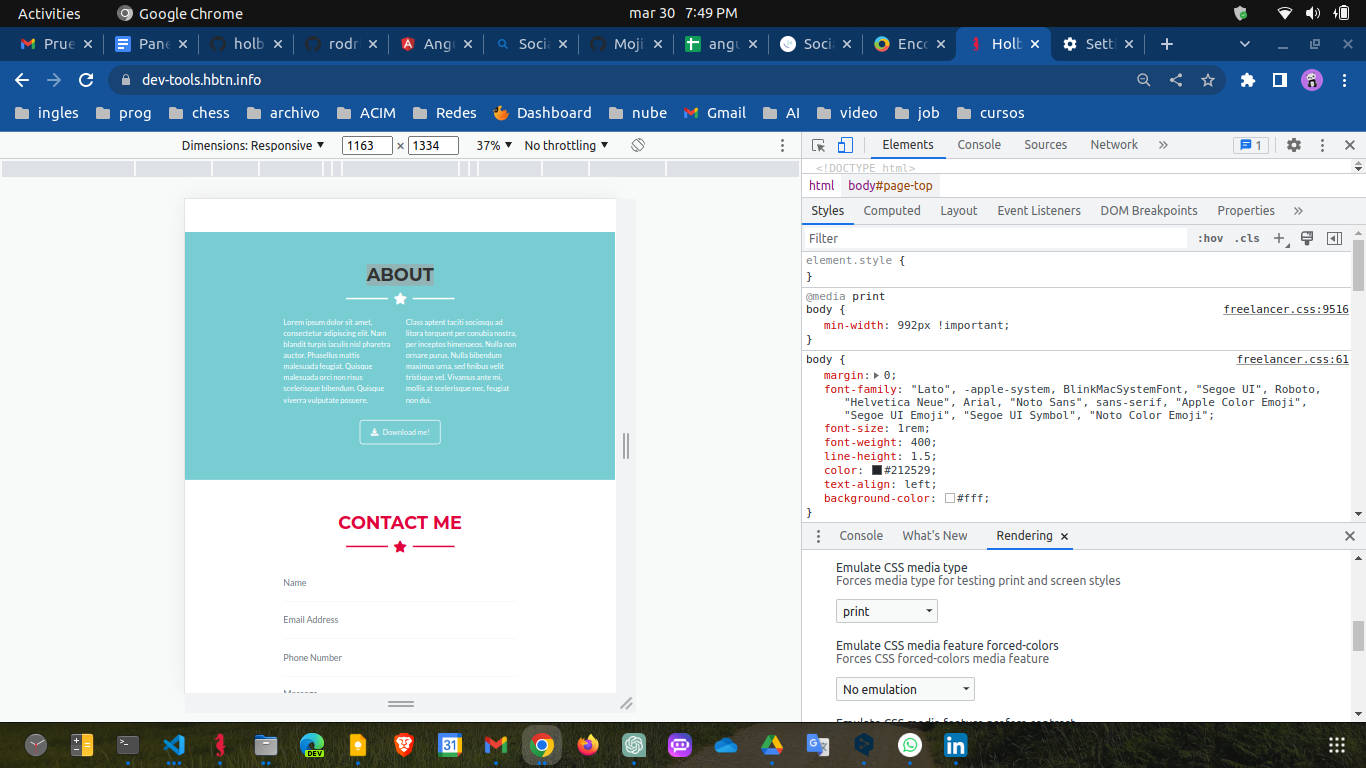 Activities
Google Chrome
mar 30 7:49 PM
Prue
Pane
holb
rodr
Angu
Socia
Moji
angu
Soci
Enco
Holb
Setti
dev-tools.hbtn.info
ingles
prog
chess
archivo
ACIM
Redes
Dashboard
nube
Gmail
AI
video
job
cursos
Dimensions: Responsive
1163 × 1334
37%
No throttling
Elements
Console
Sources
Network
»
1
<!DOCTYPE html>
html
body#page-top
Styles
Computed
Layout
Event Listeners
DOM Breakpoints
Properties
»
Filter
:hov
.cls
element.style {
}
@media print
body {
freelancer.css:9516
min-width: 992px !important;
}
body {
freelancer.css:61
margin: 0;
font-family: "Lato", -apple-system, BlinkMacSystemFont, "Segoe UI", Roboto,
"Helvetica Neue", Arial, "Noto Sans", sans-serif, "Apple Color Emoji",
"Segoe UI Emoji", "Segoe UI Symbol", "Noto Color Emoji";
font-size: 1rem;
font-weight: 400;
line-height: 1.5;
color: #212529;
text-align: left;
background-color: #fff;
}
Console
What's New
Rendering
Emulate CSS media type
Forces media type for testing print and screen styles
print
Emulate CSS media feature forced-colors
Forces CSS forced-colors media feature
No emulation
ABOUT
Lorem ipsum dolor sit amet,
consectetur adipiscing elit. Nam
blandit turpis iaculis nisl pharetra
auctor. Phasellus mattis
malesuada feugiat. Quisque
malesuada orci non risus
scelerisque bibendum. Quisque
viverra vulputate posuere.
Class aptent taciti sociosqu ad
litora torquent per conubia nostra,
per inceptos himenaeos. Nulla non
ornare purus. Nulla bibendum
maximus urna, sed finibus velit
tristique vel. Vivamus ante mi,
mollis at scelerisque nec, feugiat
non dui.
Download me!
CONTACT ME
Name
Email Address
Phone Number
DEV
31